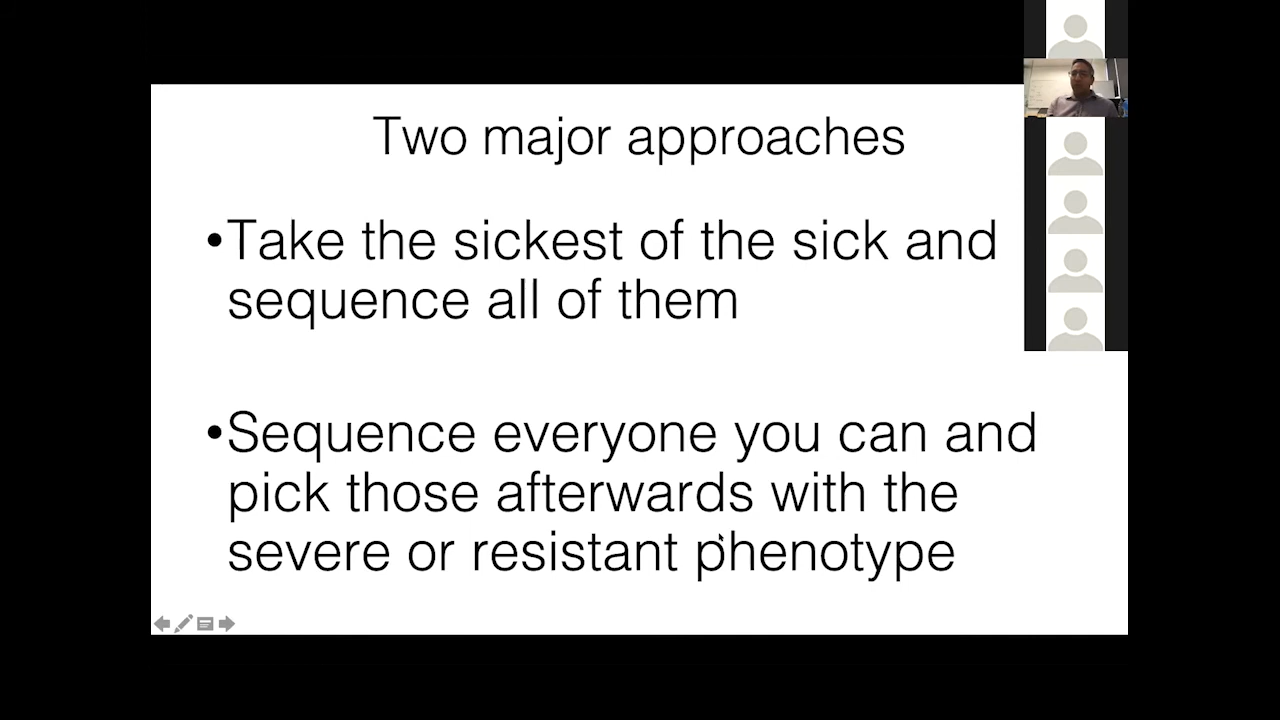 Two major approaches
•Take the sickest of the sick and
sequence all of them
•Sequence everyone you can and
pick those afterwards with the
severe or resistant phenotype